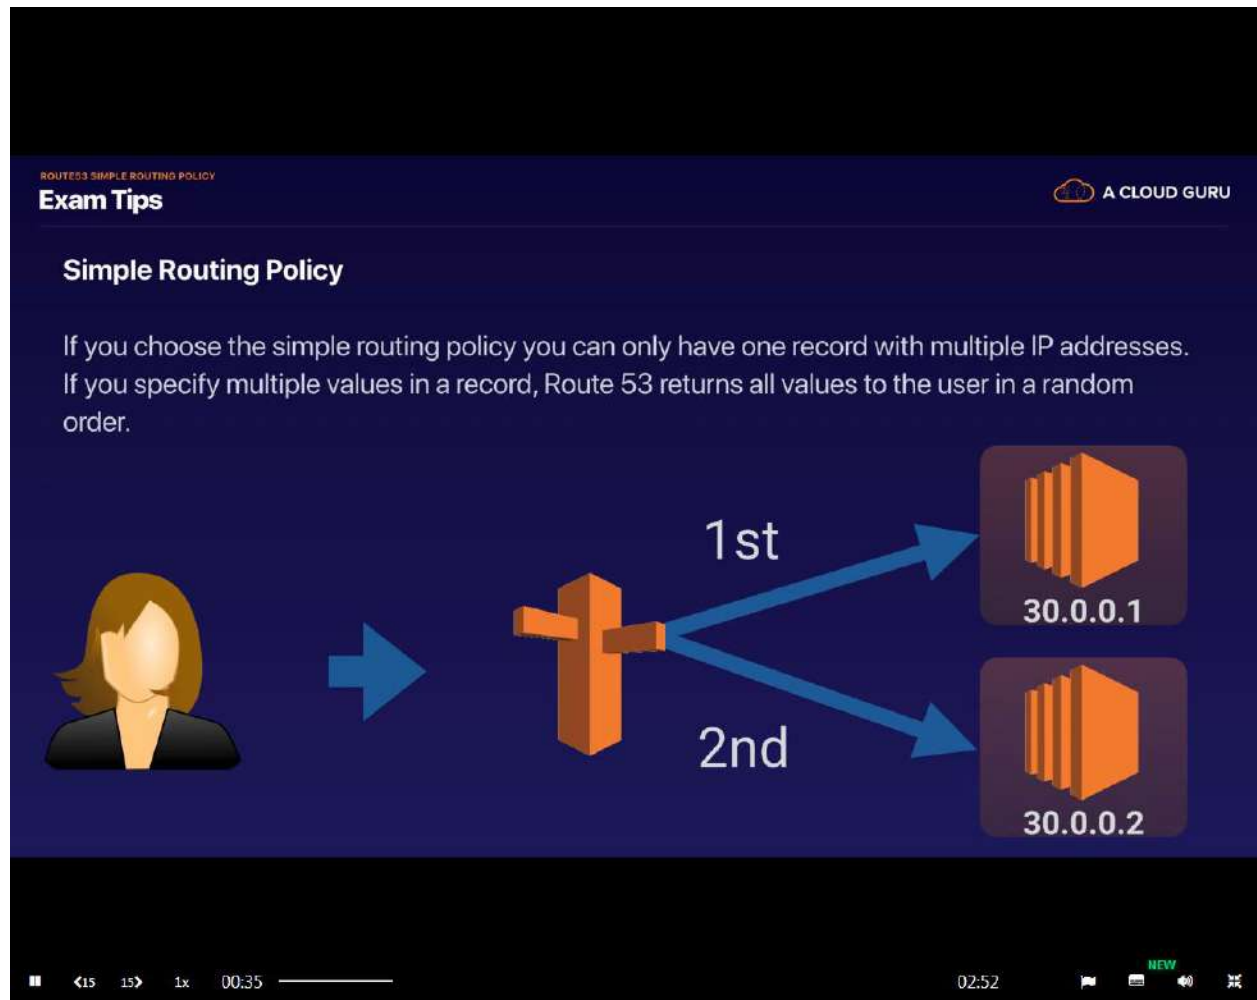 ROUTE53 SIMPLE ROUTING POLICY
Exam Tips
A CLOUD GURU
Simple Routing Policy
If you choose the simple routing policy you can only have one record with multiple IP addresses.
If you specify multiple values in a record, Route 53 returns all values to the user in a random
order.
1st
30.0.0.1
2nd
30.0.0.2
NEW
15 15 1x 00:35 02:52